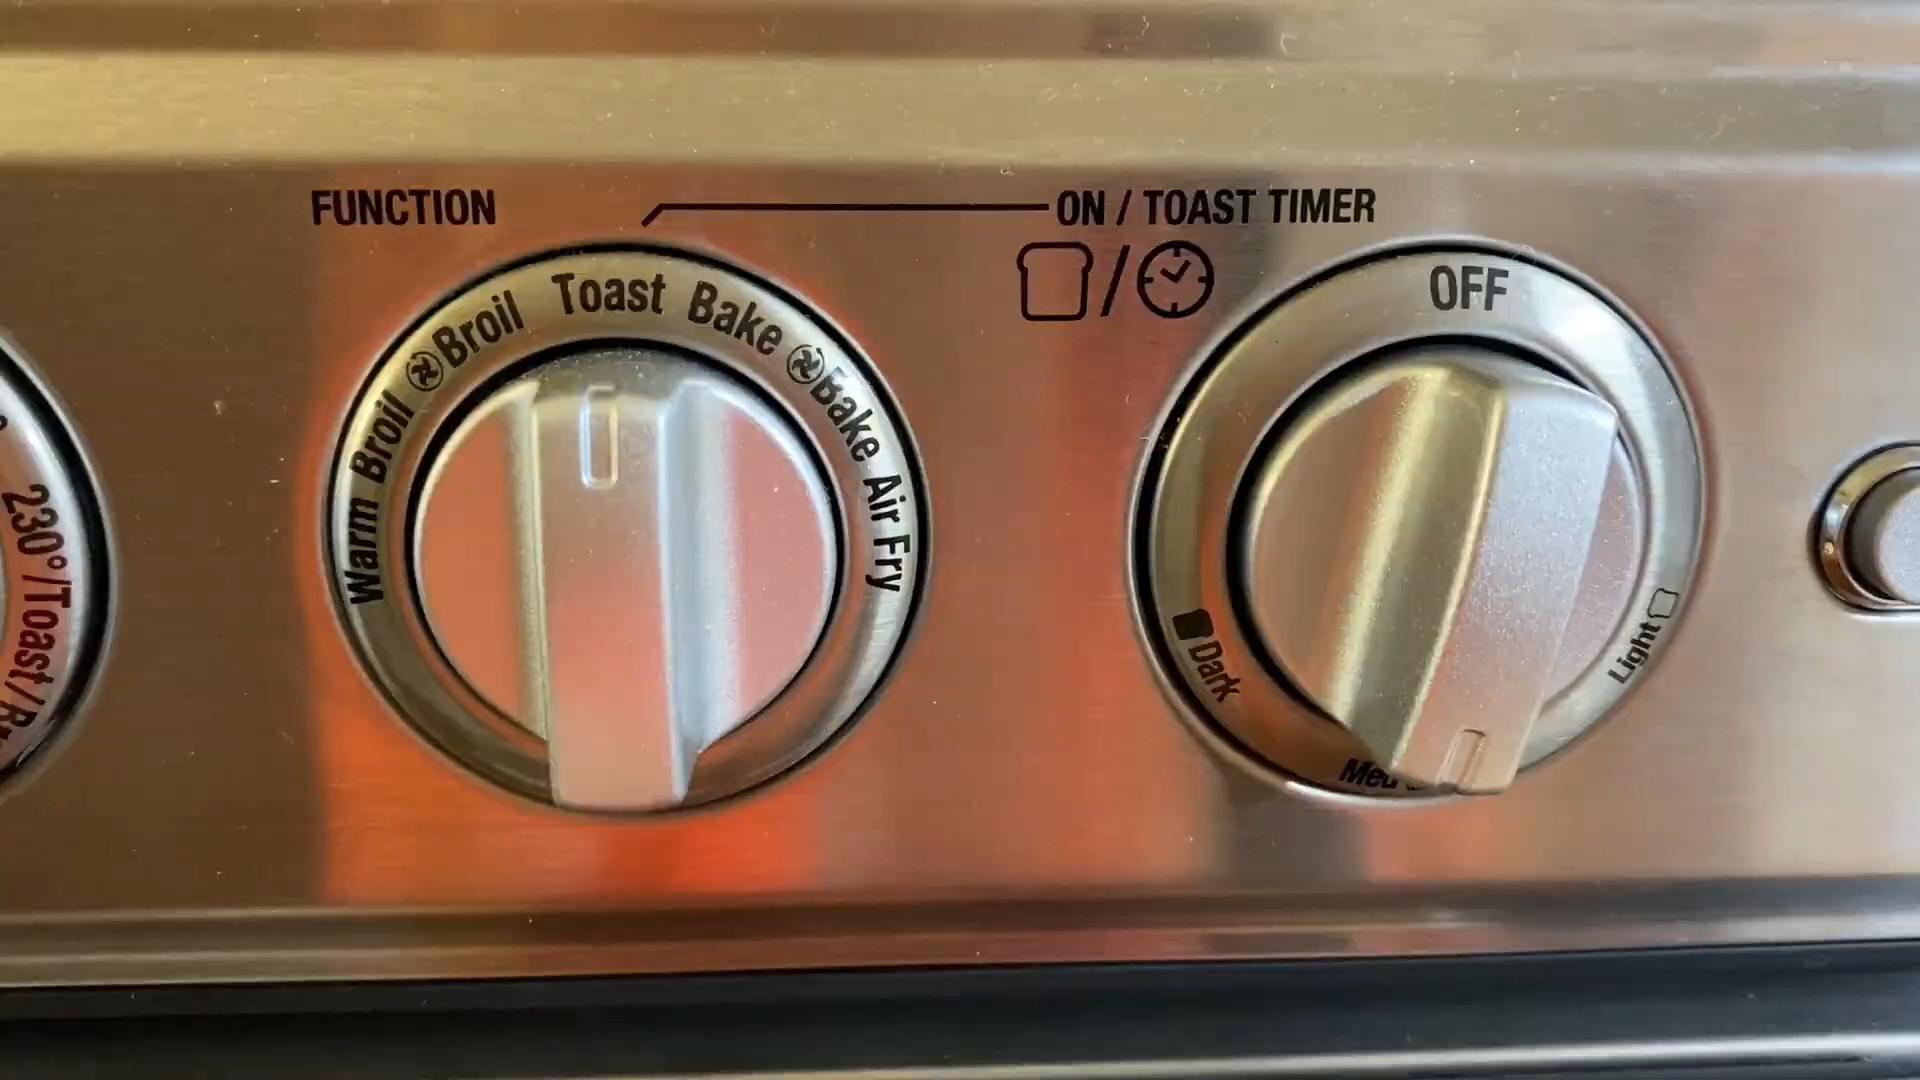 FUNCTION
ON / TOAST TIMER
Warm Broil Broil Toast Bake Bake Air Fry
OFF
Light
Dark
230°/Toast/